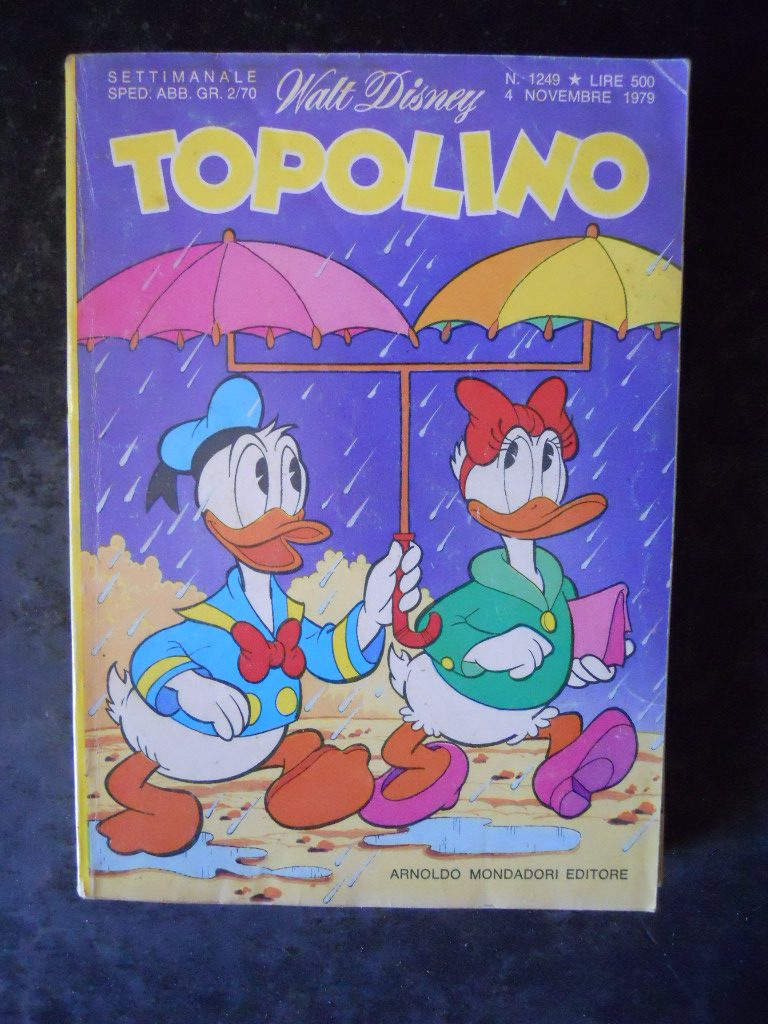 SETTIMANALE
SPED. ABB. GR. 2/70
Walt Disney
N. 1249 ★ LIRE 500
4 NOVEMBRE 1979
TOPOLINO
ARNOLDO MONDADORI EDITORE